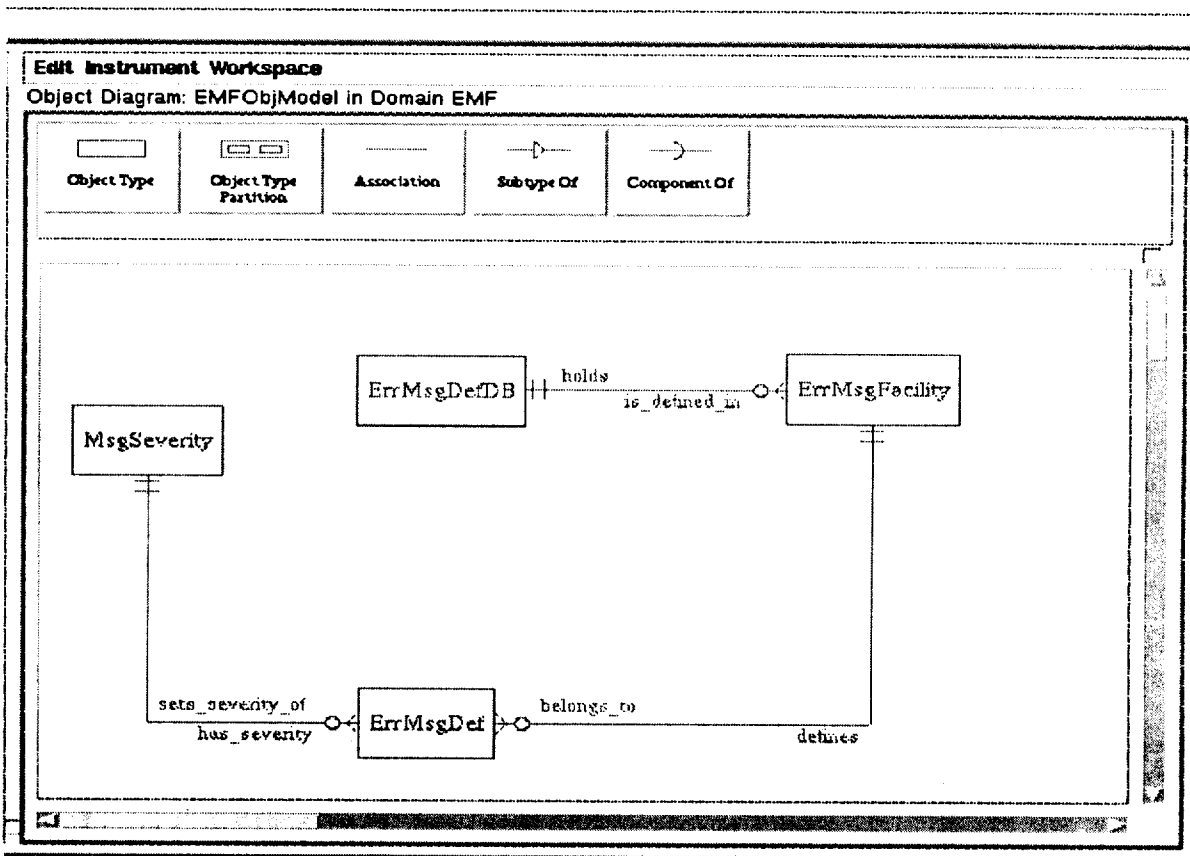 Edit Instrument Workspace
Object Diagram: EMFObjModel in Domain EMF
Object Type
Object Type
Partition
Association
Subtype Of
Component Of
ErrMsgDefDB
holds
is_defined_in
ErrMsgFacility
MsgSeverity
sets_severity_of
has_severity
ErrMsgDef
belongs_to
defines